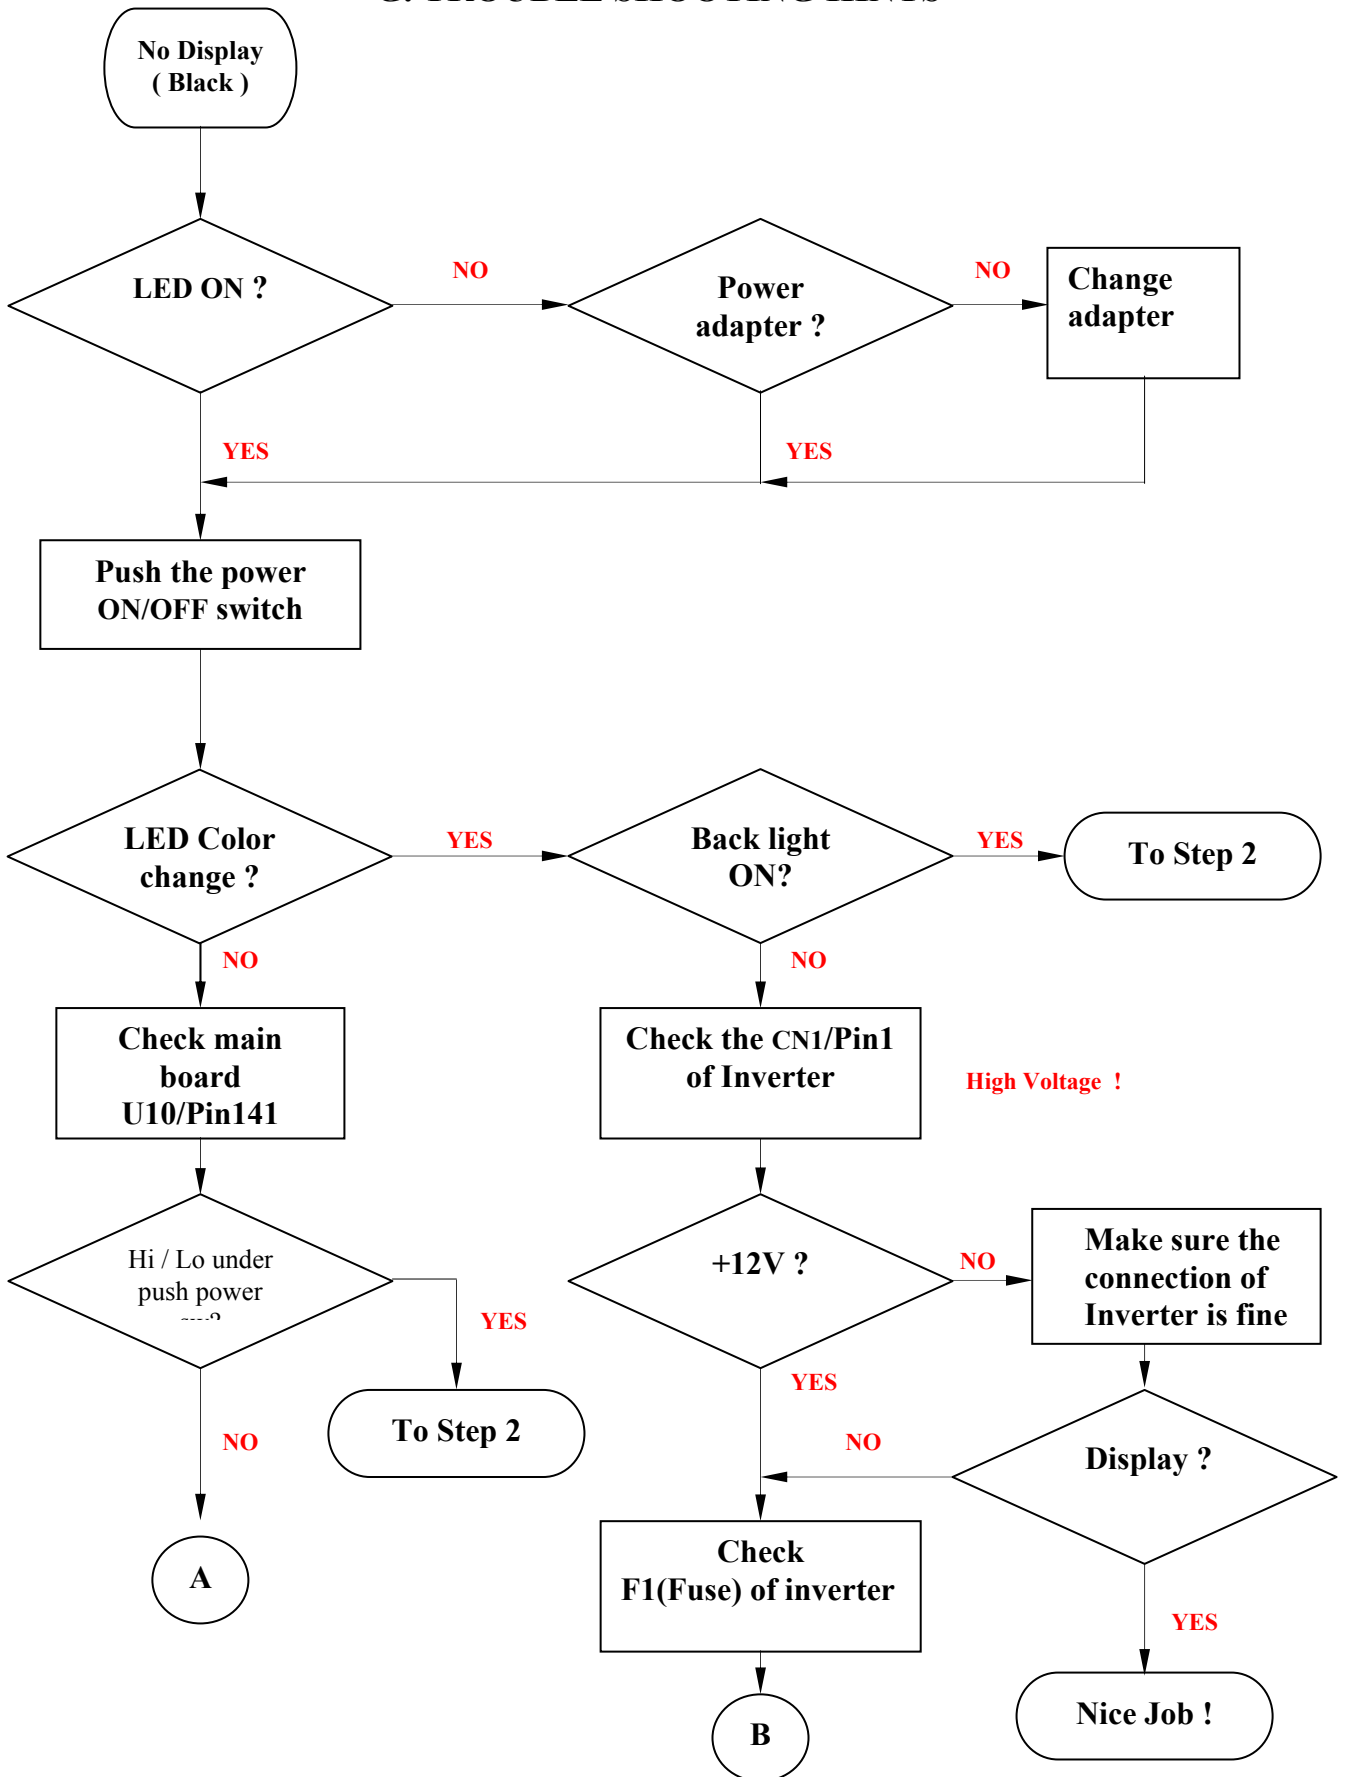 No Display
( Black )
LED ON ?
NO
Power
adapter ?
NO
Change
adapter
YES
YES
Push the power
ON/OFF switch
LED Color
change ?
YES
Back light
ON?
YES
To Step 2
NO
NO
Check main
board
U10/Pin141
Check the CN1/Pin1
of Inverter
High Voltage !
Hi / Lo under
push power
YES
To Step 2
NO
A
+12V ?
NO
Make sure the
connection of
Inverter is fine
YES
NO
Display ?
Check
F1(Fuse) of inverter
YES
B
Nice Job !